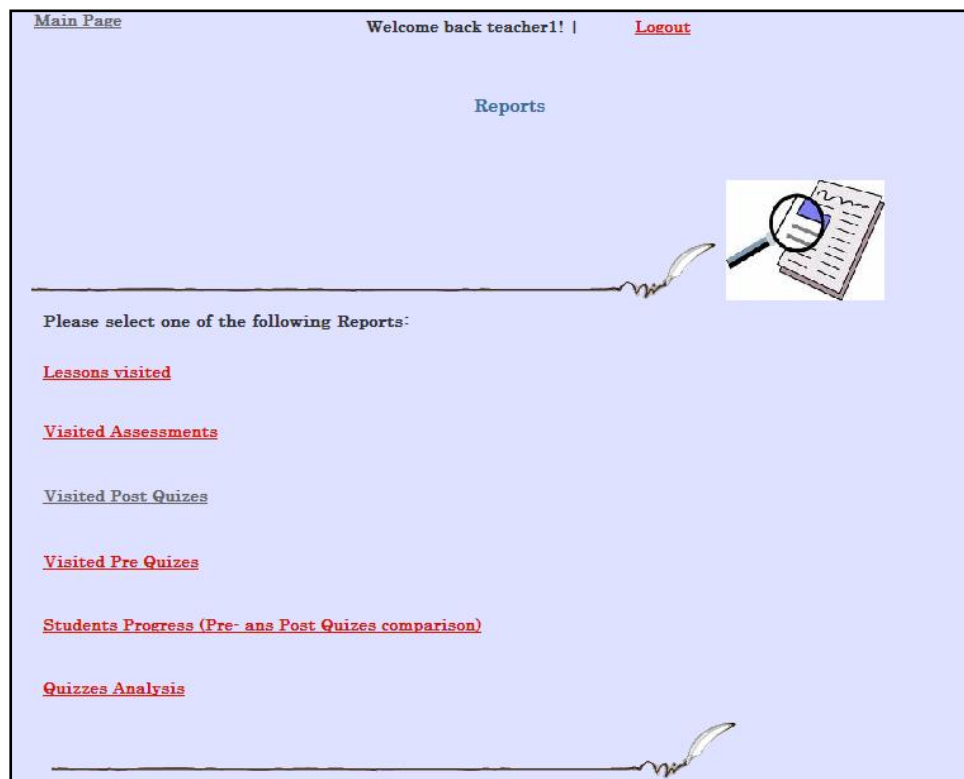 Main Page
Welcome back teacher1! | Logout
Reports
Please select one of the following Reports:
Lessons visited
Visited Assessments
Visited Post Quizes
Visited Pre Quizes
Students Progress (Pre- ans Post Quizes comparison)
Quizzes Analysis